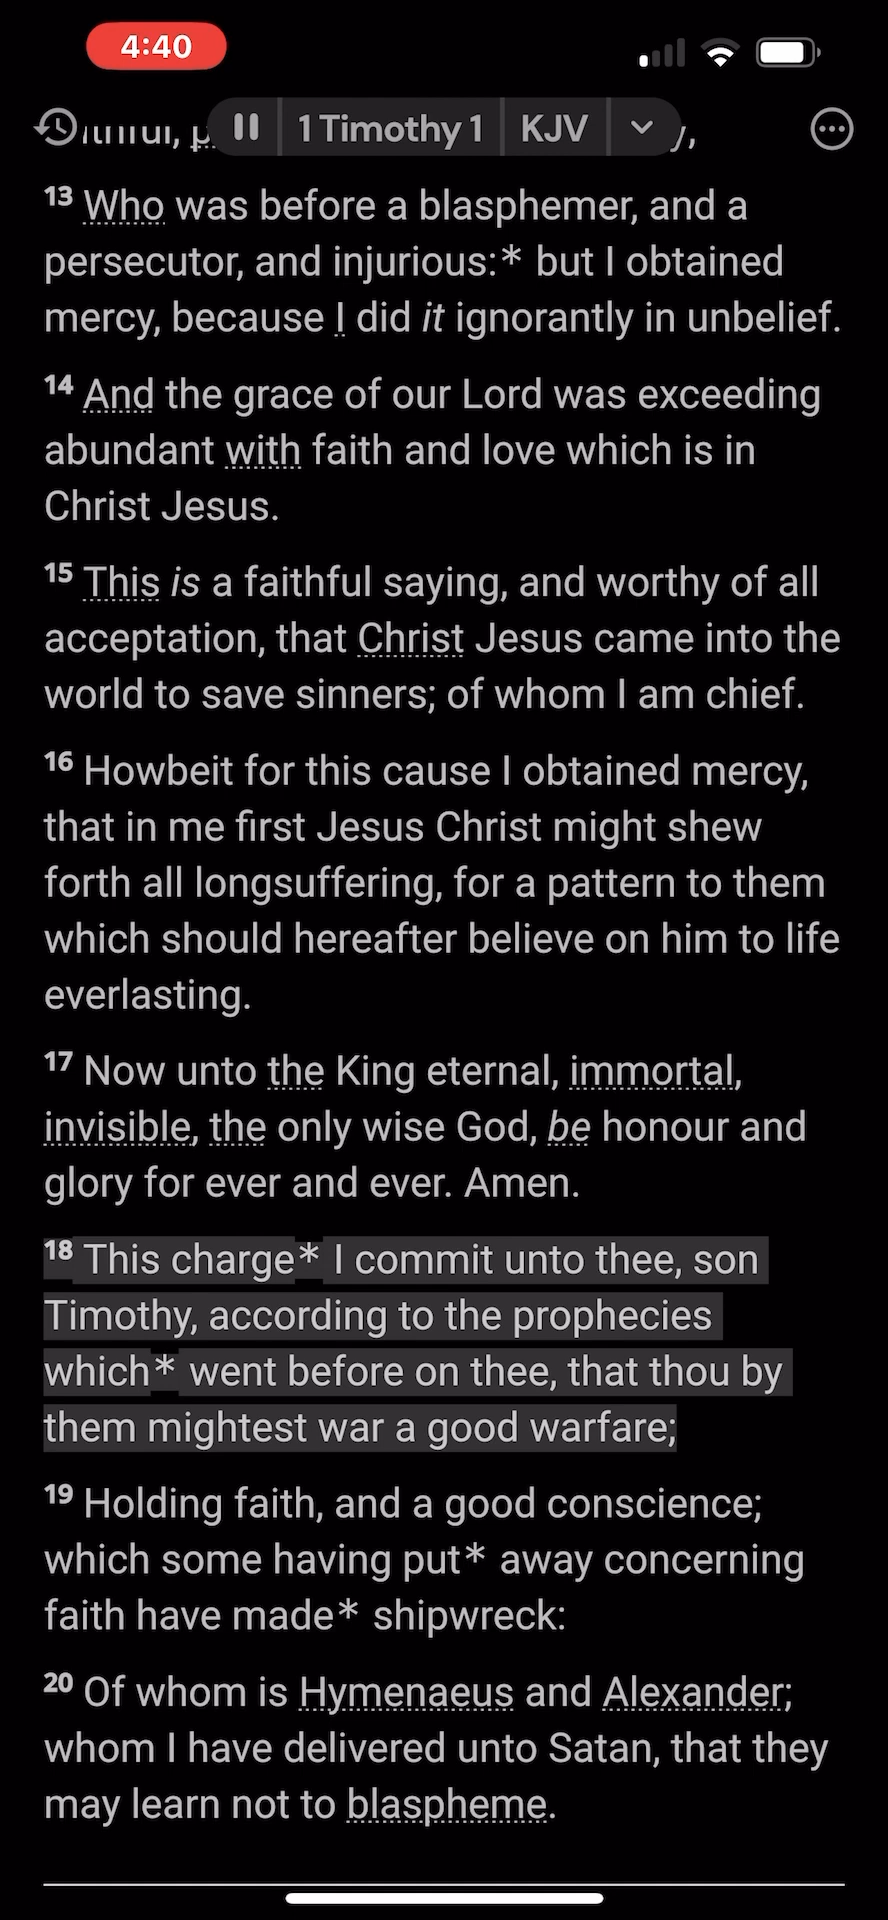 4:40
1 Timothy 1 KJV
13 Who was before a blasphemer, and a
persecutor, and injurious:* but I obtained
mercy, because I did it ignorantly in unbelief.
14 And the grace of our Lord was exceeding
abundant with faith and love which is in
Christ Jesus.
15 This is a faithful saying, and worthy of all
acceptation, that Christ Jesus came into the
world to save sinners; of whom I am chief.
16 Howbeit for this cause I obtained mercy,
that in me first Jesus Christ might shew
forth all longsuffering, for a pattern to them
which should hereafter believe on him to life
everlasting.
17 Now unto the King eternal, immortal,
invisible, the only wise God, be honour and
glory for ever and ever. Amen.
18 This charge* I commit unto thee, son
Timothy, according to the prophecies
which* went before on thee, that thou by
them mightest war a good warfare;
19 Holding faith, and a good conscience;
which some having put* away concerning
faith have made* shipwreck:
20 Of whom is Hymenaeus and Alexander;
whom I have delivered unto Satan, that they
may learn not to blaspheme.